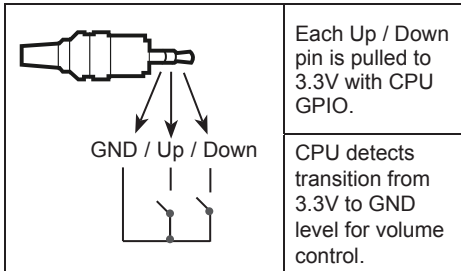 GND / Up / Down
Each Up / Down
pin is pulled to
3.3V with CPU
GPIO.
CPU detects
transition from
3.3V to GND
level for volume
control.